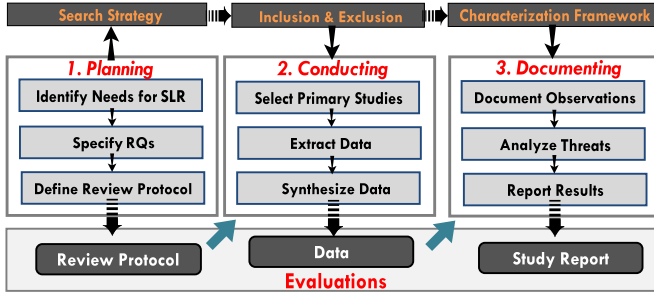 Search Strategy
Inclusion & Exclusion
Characterization Framework
1. Planning
Identify Needs for SLR
Specify RQs
Define Review Protocol
2. Conducting
Select Primary Studies
Extract Data
Synthesize Data
3. Documenting
Document Observations
Analyze Threats
Report Results
Review Protocol
Data
Study Report
Evaluations